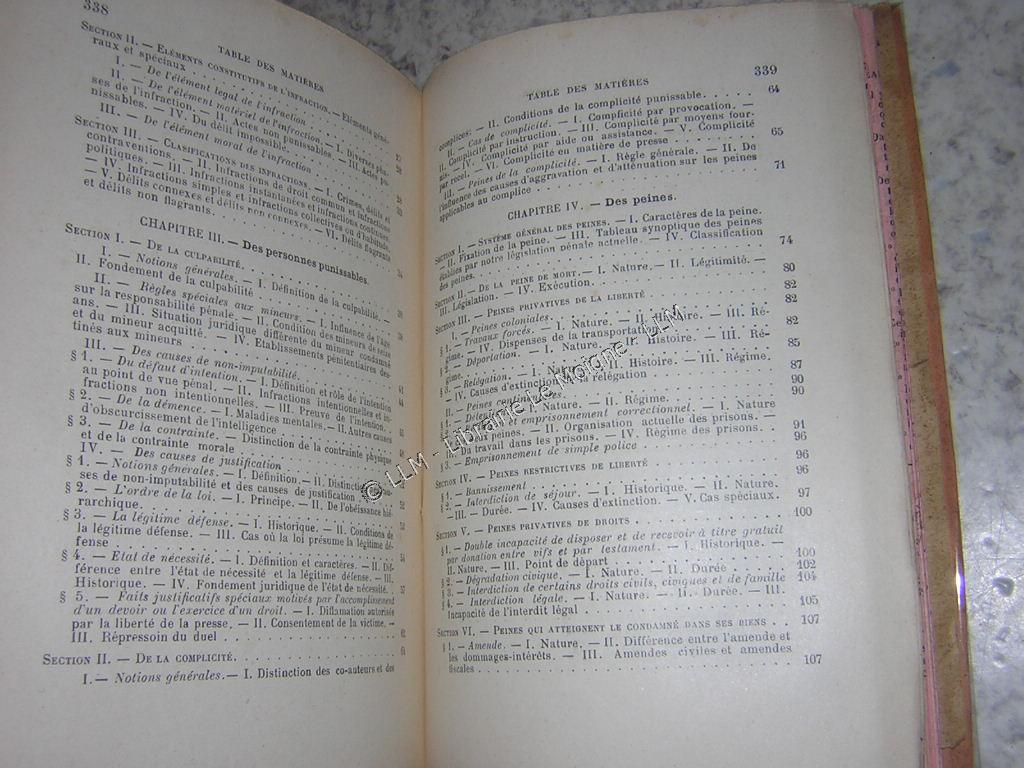 338
TABLE DES MATIÈRES
SECTION II. — ELÉMENTS CONSTITUTIFS DE L'INFRACTION. — Eléments géné-
raux et spéciaux
I. — De l'élément légal de l'infraction
II. — De l'élément matériel de l'infraction. — I. Diverses pha-
ses de l'infraction. — II. Actes non punissables. — III. Actes pu-
nissables. — IV. Du délit impossible.
III. — De l'élément moral de l'infraction
SECTION III. — CLASIFICATIONS DES INFRACTIONS. — I. Crimes, délits et
contraventions. — II. Infractions de droit commun et infractions
politiques. — III. Infractions instantanées et infractions continues
— IV. Infractions simples et infractions collectives ou d'habitude.
— V. Délits connexes et délits non connexes. — VI. Délits flagrants
et délits non flagrants.
CHAPITRE III. — Des personnes punissables.
SECTION I. — DE LA CULPABILITÉ.
I. — Notions générales. — I. Définition de la culpabilité. —
II. Fondement de la culpabilité
II. — Règles spéciales aux mineurs. — I. Influence de l'âge
sur la responsabilité pénale. — II. Condition des mineurs de seize
ans. — III. Situation juridique différente du mineur condamné
et du mineur acquitté. — IV. Etablissements pénitentiaires des-
tinés aux mineurs
III. — Des causes de non-imputabilité.
§ 1. — Du défaut d'intention. — I. Définition et rôle de l'intention
au point de vue pénal. — II. Infractions intentionnelles et in-
fractions non intentionnelles. — III. Preuve de l'intention.
§ 2. — De la démence. — I. Maladies mentales. — II. Autres causes
d'obscurcissement de l'intelligence
§ 3. — De la contrainte. — Distinction de la contrainte physique
et de la contrainte morale
IV. — Des causes de justification
§ 1. — Notions générales. — I. Définition. — II. Distinction
ses de non-imputabilité et des causes de justification
§ 2. — L'ordre de la loi. — I. Principe. — II. De l'obéissance hié-
rarchique.
§ 3. — La légitime défense. — I. Historique. — II. Conditions de
la légitime défense. — III. Cas où la loi présume la légitime dé-
fense 54
§ 4. — Etat de nécessité. — I. Définition et caractères. — II. Dif-
férence entre l'état de nécessité et la légitime défense. — III.
Historique. — IV. Fondement juridique de l'état de nécessité. 57
§ 5. — Faits justificatifs spéciaux motivés par l'accomplissement
d'un devoir ou l'exercice d'un droit. — I. Diflamation autorisée
par la liberté de la presse. — II. Consentement de la victime. —
III. Répressoin du duel
SECTION II. — DE LA COMPLICITÉ.
I. — Notions générales. — I. Distinction des co-auteurs et des
339
TABLE DES MATIÈRES
complices: — II. Conditions de la complicité punissable. 64
II. — Cas de complicité. — I. Complicité par provocation. —
II. Complicité par instruction. — III. Complicité par moyens four-
nis. — IV. Complicité par aide ou assistance. — V. Complicité
par recel. — VI. Complicité en matière de presse 65
III. — Peines de la complicité. — I. Règle générale. — II. De
l'influence des causes d'aggravation et d'atténuation sur les peines
applicables au complice 71
CHAPITRE IV. — Des peines.
SECTION I. — SYSTÈME GÉNÉRAL DES PEINES. — I. Caractères de la peine.
— II. Fixation de la peine. — III. Tableau synoptique des peines
établies par notre législation pénale actnelle. — IV. Classification
des peines. 74
SECTION II. — DE LA PEINE DE MORT. — I. Nature. — II. Légitimité. —
III. Législation. — IV. Exécution. 80
SECTION III. — PEINES PRIVATIVES DE LA LIBERTÉ 82
I. — Peines coloniales. 82
§ 1. — Travaux forcés. — I. Nature. — II. Histoire. — III. Ré-
gime. — IV. Dispenses de la transportation 82
§ 2. — Déportation. — I. Nature. — II. Histoire. — III. Ré-
gime. 85
§ 3. — Relégation. — I. Nature. — II. Histoire. — III. Régime.
— IV. Causes d'extinction de la relégation 87
II. — Peines continentales 90
I. Nature. — II. Régime. 90
et emprisonnement correctionnel. — I. Nature
peines. — II. Organisation actuelle des prisons. —
Du travail dans les prisons. — IV. Régime des prisons. 91
§ 3. — Emprisonnement de simple police 96
SECTION IV. — PEINES RESTRICTIVES DE LIBERTÉ 96
§ 1. — Bannissement 96
§ 2. — Interdiction de séjour. — I. Historique. — II. Nature.
— III. Durée. — IV. Causes d'extinction. — V. Cas spéciaux. 97
SECTION V. — PEINES PRIVATIVES DE DROITS 100
§ 1. — Double incapacité de disposer et de recevoir à titre gratuit
par donation entre vifs et par testament. — I. Historique. —
II. Nature. — III. Point de départ 100
§ 2. — Dégradation civique. — I. Nature. — II. Durée 102
§ 3. — Interdiction de certains droits civils, civiques et de famille 104
§ 4. — Interdiction légale. — I. Nature. — II. Durée. — III.
Incapacité de l'interdit légal 105
SECTION VI. — PEINES QUI ATTEIGNENT LE CONDAMNÉ DANS SES BIENS 107
§ 1. — Amende. — I. Nature. — II. Différence entre l'amende et
les dommages-intérêts. — III. Amendes civiles et amendes
fiscales 107
© LLM - Librairie Le Moigne - LLM